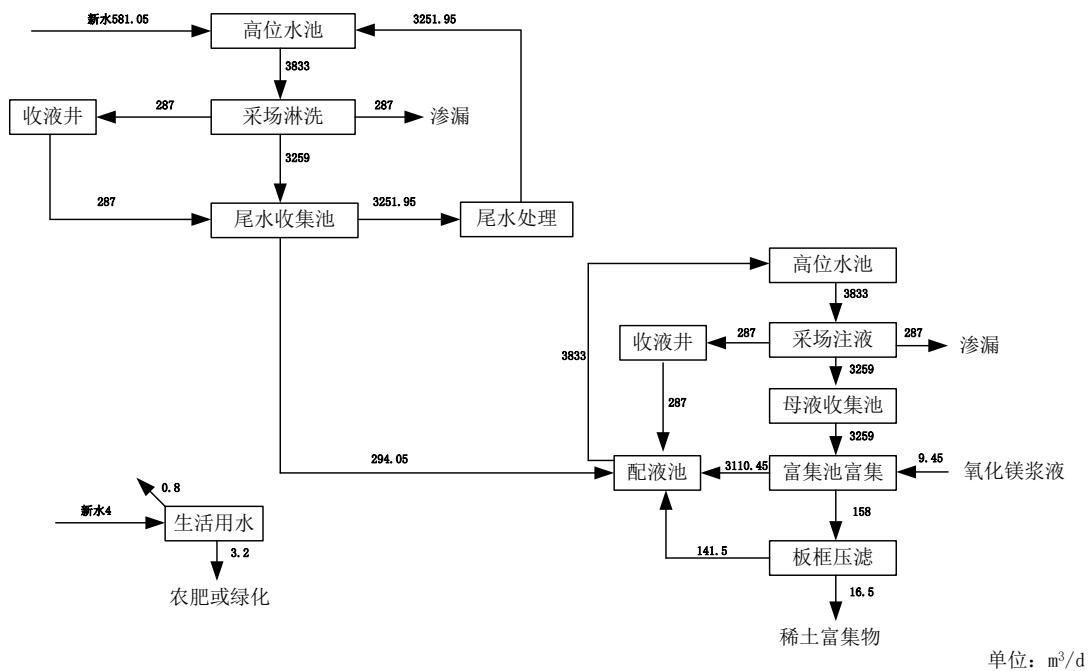 新水581.05
高位水池
3251.95
3833
收液井
287
采场淋洗
287
渗漏
3259
287
尾水收集池
3251.95
尾水处理
高位水池
3833
收液井
287
采场注液
287
渗漏
3833
3259
287
母液收集池
3259
294.05
配液池
3110.45
富集池富集
9.45
氧化镁浆液
0.8
新水4
生活用水
158
3.2
141.5
板框压滤
农肥或绿化
16.5
稀土富集物
单位：m³/d